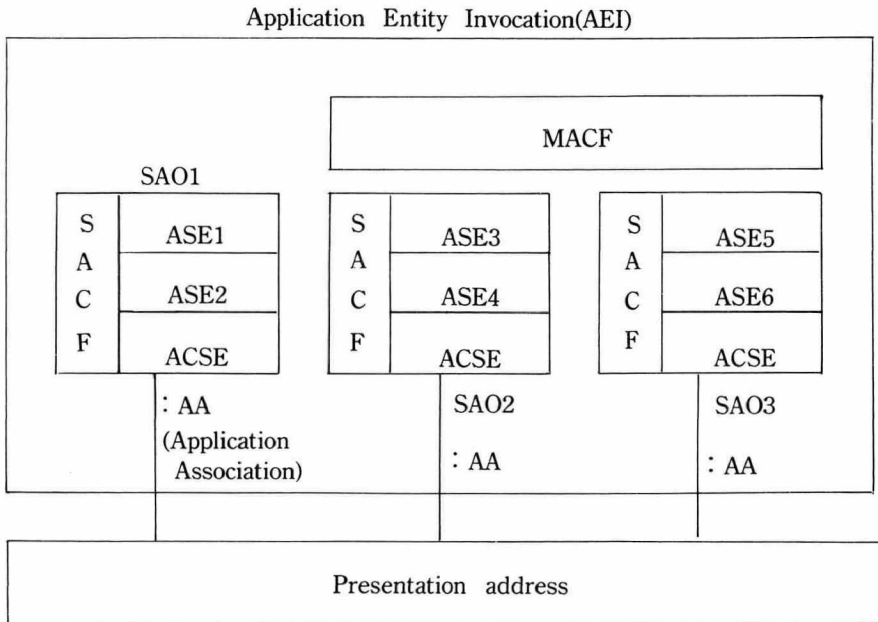 Application Entity Invocation(AEI)
MACF
SAO1
S
A
C
F
ASE1
ASE2
ACSE
S
A
C
F
ASE3
ASE4
ACSE
S
A
C
F
ASE5
ASE6
ACSE
: AA
(Application
Association)
SAO2
: AA
SAO3
: AA
Presentation address